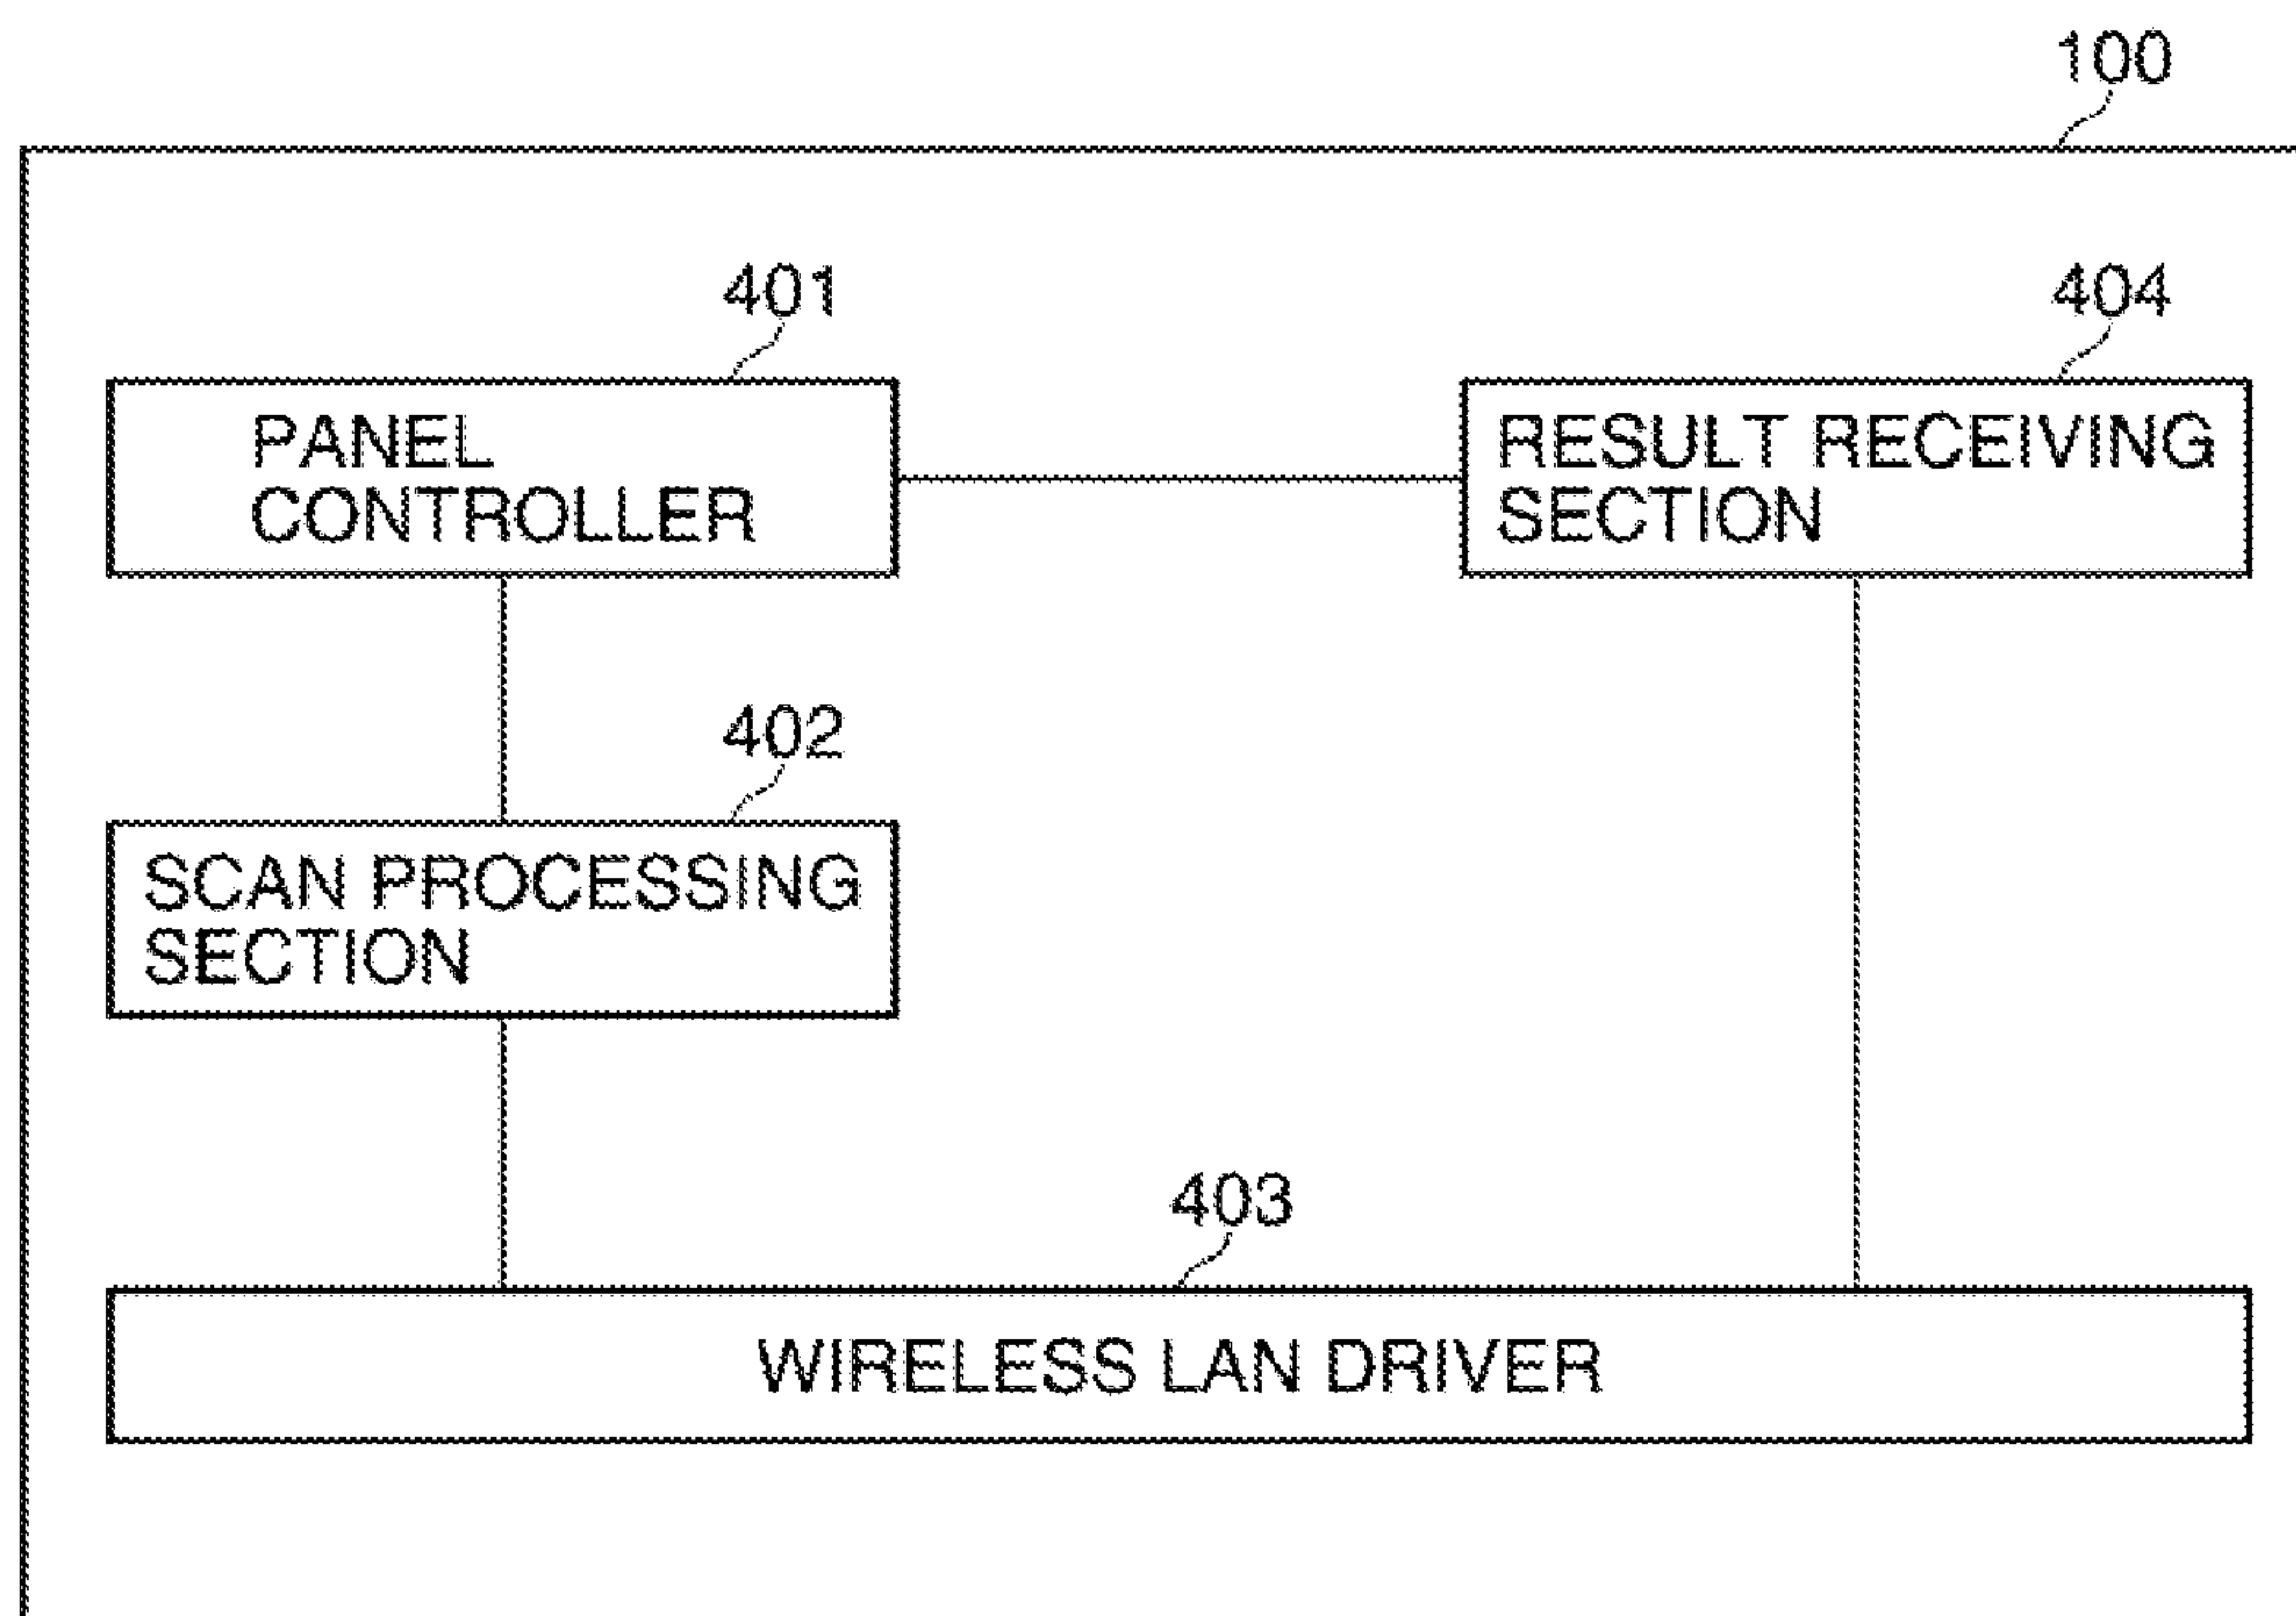 100
401
404
PANEL
CONTROLLER
RESULT RECEIVING
SECTION
402
SCAN PROCESSING
SECTION
403
WIRELESS LAN DRIVER